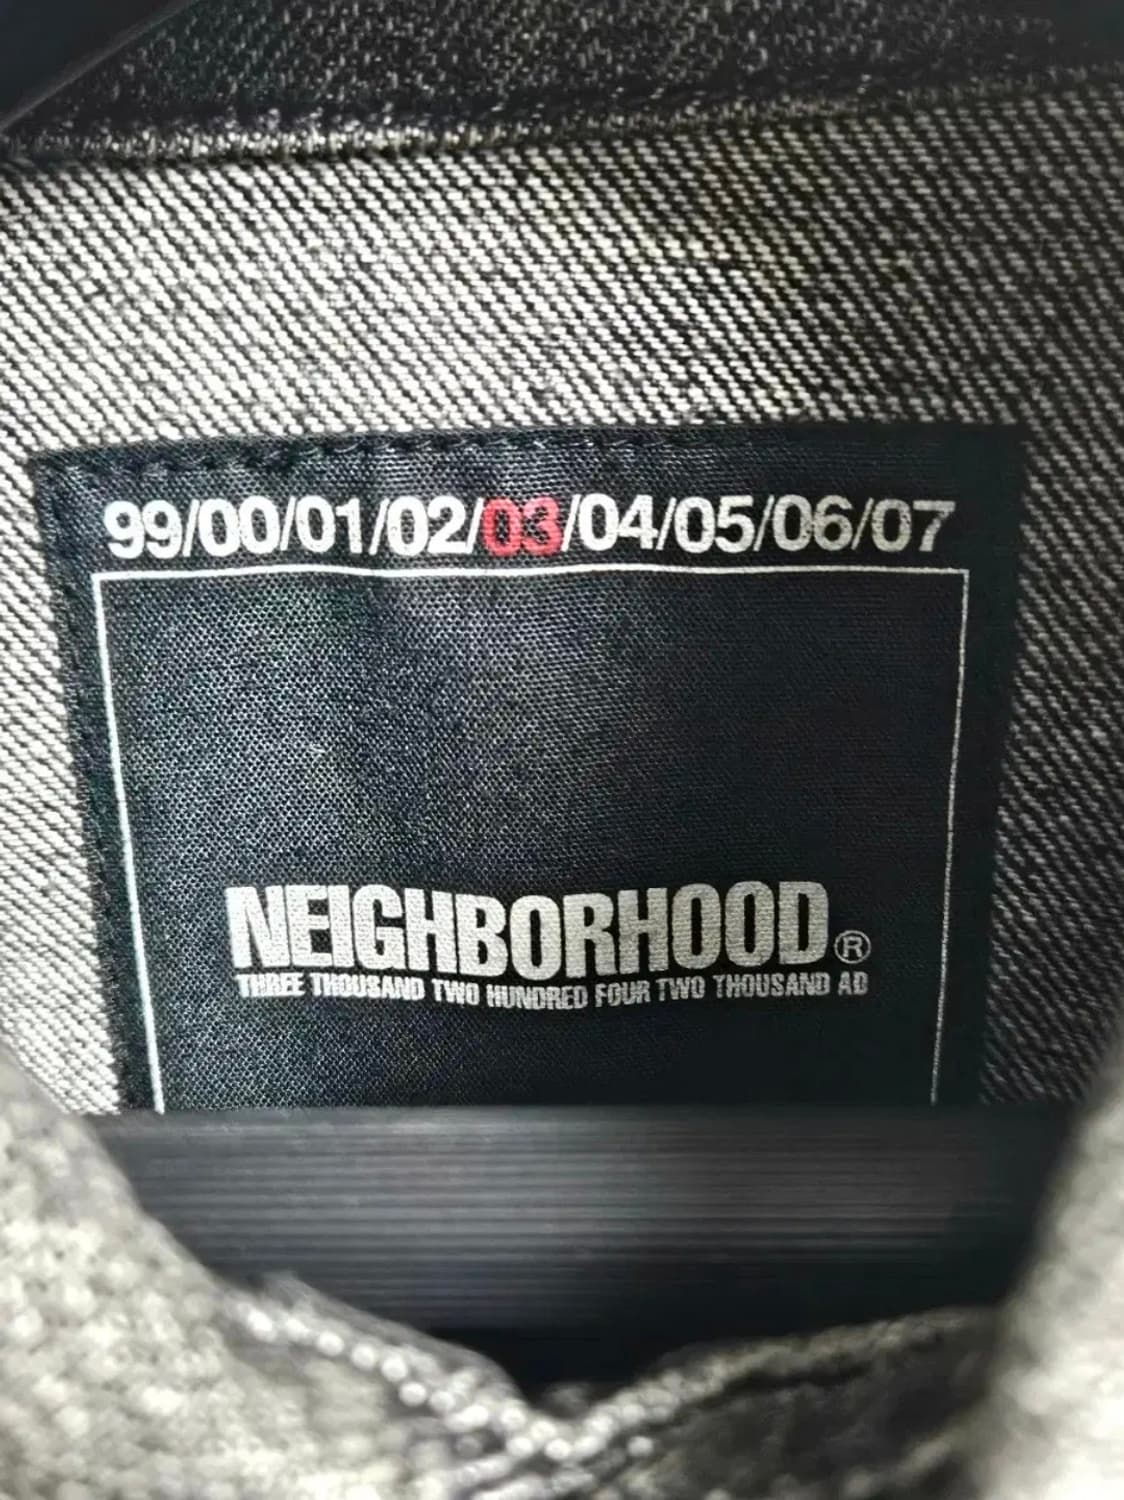 99/00/01/02/03/04/05/06/07
NEIGHBORHOOD®
THREE THOUSAND TWO HUNDRED FOUR TWO THOUSAND AD